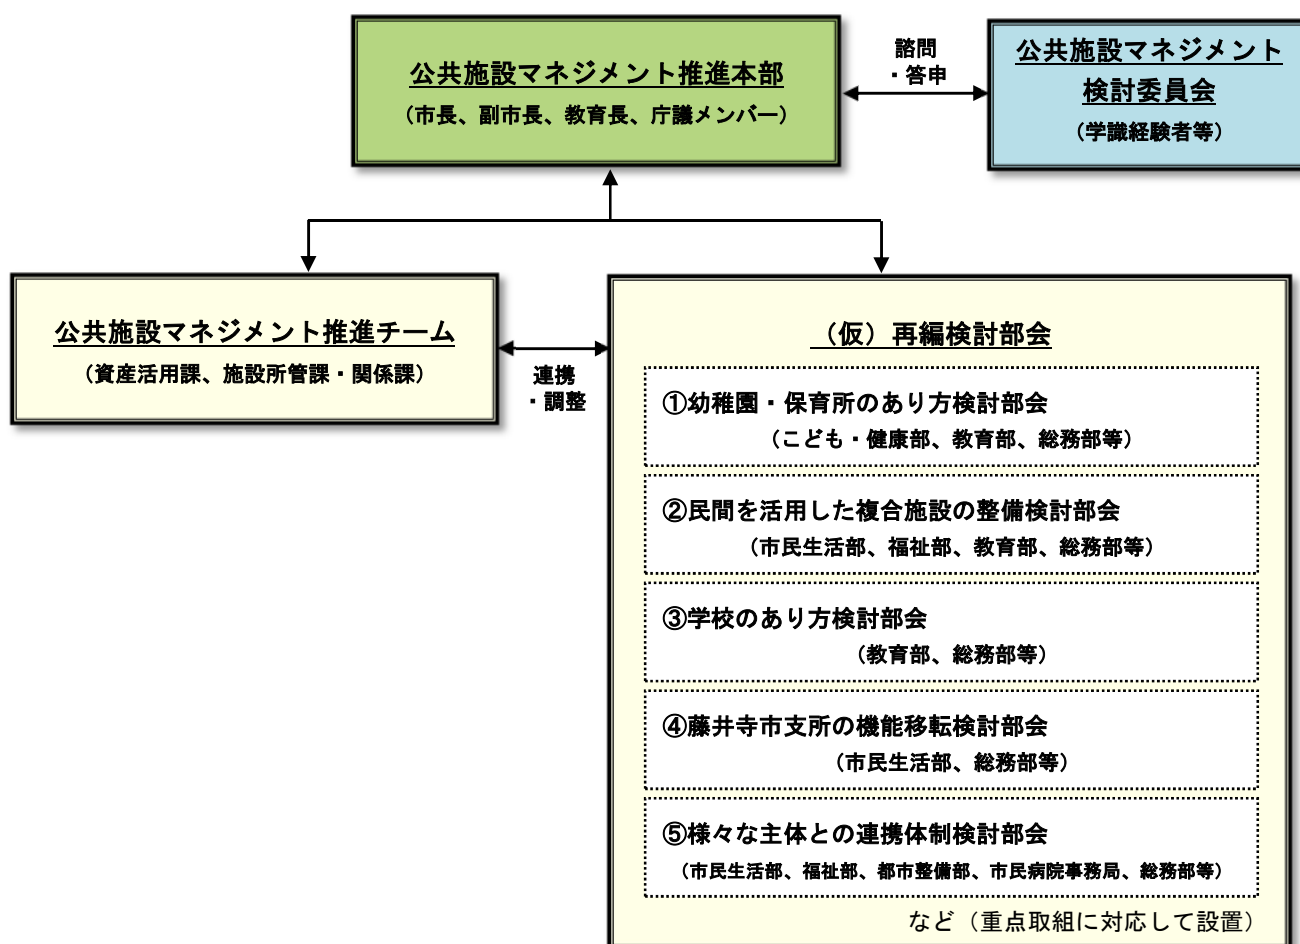 公共施設マネジメント推進本部
（市長、副市長、教育長、庁議メンバー）
諮問
・答申
公共施設マネジメント
検討委員会
（学識経験者等）
公共施設マネジメント推進チーム
（資産活用課、施設所管課・関係課）
連携
・調整
（仮）再編検討部会
①幼稚園・保育所のあり方検討部会
（こども・健康部、教育部、総務部等）
②民間を活用した複合施設の整備検討部会
（市民生活部、福祉部、教育部、総務部等）
③学校のあり方検討部会
（教育部、総務部等）
④藤井寺市支所の機能移転検討部会
（市民生活部、総務部等）
⑤様々な主体との連携体制検討部会
（市民生活部、福祉部、都市整備部、市民病院事務局、総務部等）
など（重点取組に対応して設置）